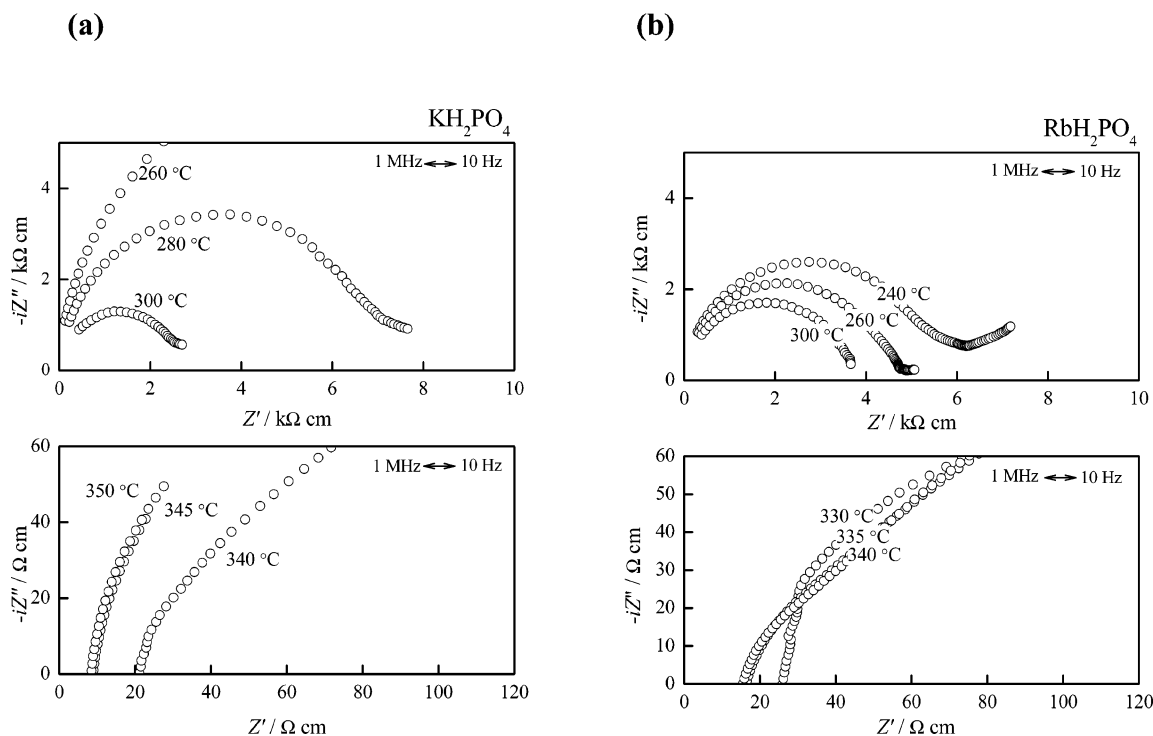 (a)
KH₂PO₄
1 MHz ↔ 10 Hz
260 °C
280 °C
300 °C
4
2
0
-iZ" / kΩ cm
0 2 4 6 8 10
Z' / kΩ cm
1 MHz ↔ 10 Hz
350 °C
345 °C
340 °C
60
40
20
0
-iZ" / Ω cm
0 20 40 60 80 100 120
Z' / Ω cm
(b)
RbH₂PO₄
1 MHz ↔ 10 Hz
240 °C
260 °C
300 °C
4
2
0
-iZ" / kΩ cm
0 2 4 6 8 10
Z' / kΩ cm
1 MHz ↔ 10 Hz
330 °C
335 °C
340 °C
60
50
40
30
20
10
0
-iZ" / Ω cm
0 20 40 60 80 100 120
Z' / Ω cm